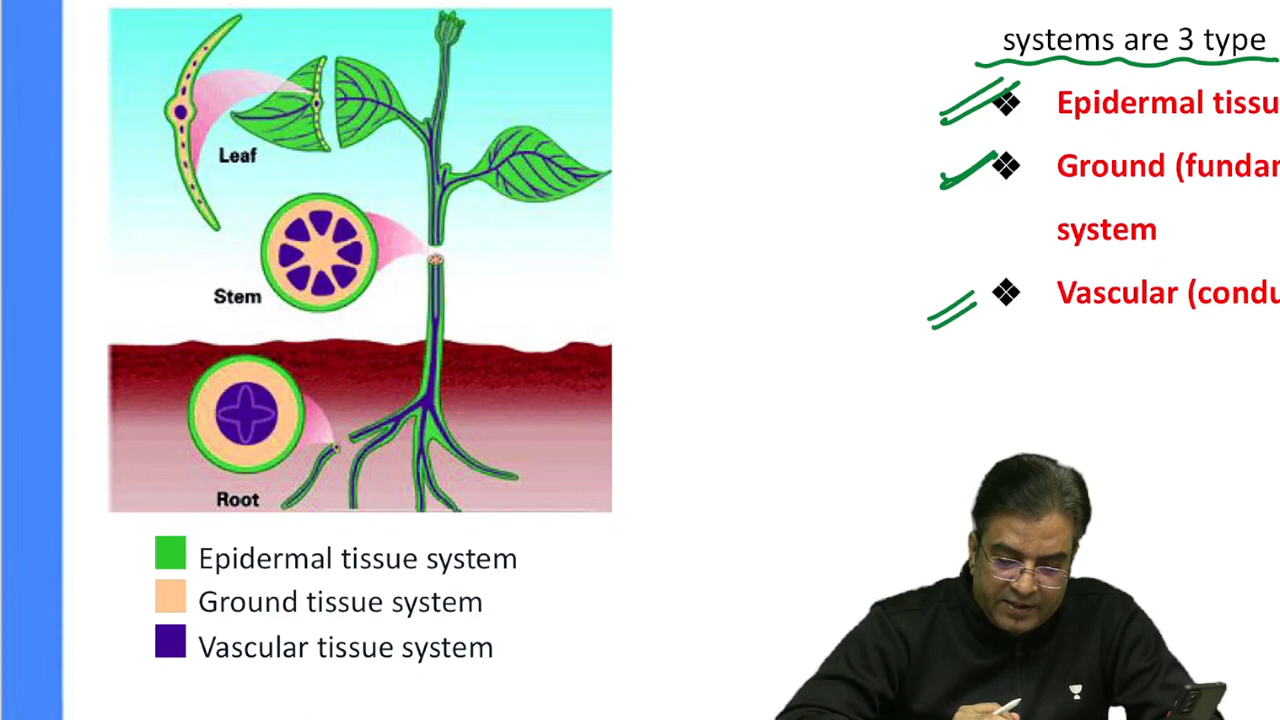 systems are 3 type
Epidermal tissu
Ground (fundar
system
Vascular (condu
Leaf
Stem
Root
Epidermal tissue system
Ground tissue system
Vascular tissue system